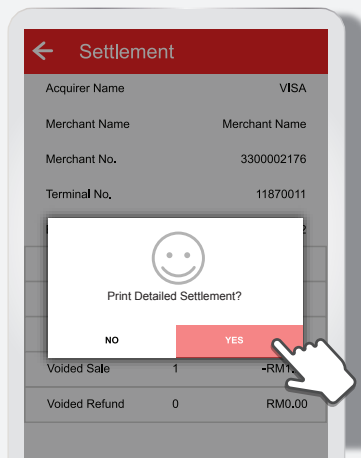 Settlement
Acquirer Name VISA
Merchant Name Merchant Name
Merchant No. 3300002176
Terminal No. 11870011
Print Detailed Settlement?
NO YES
Voided Sale 1
Voided Refund 0 RM0.00